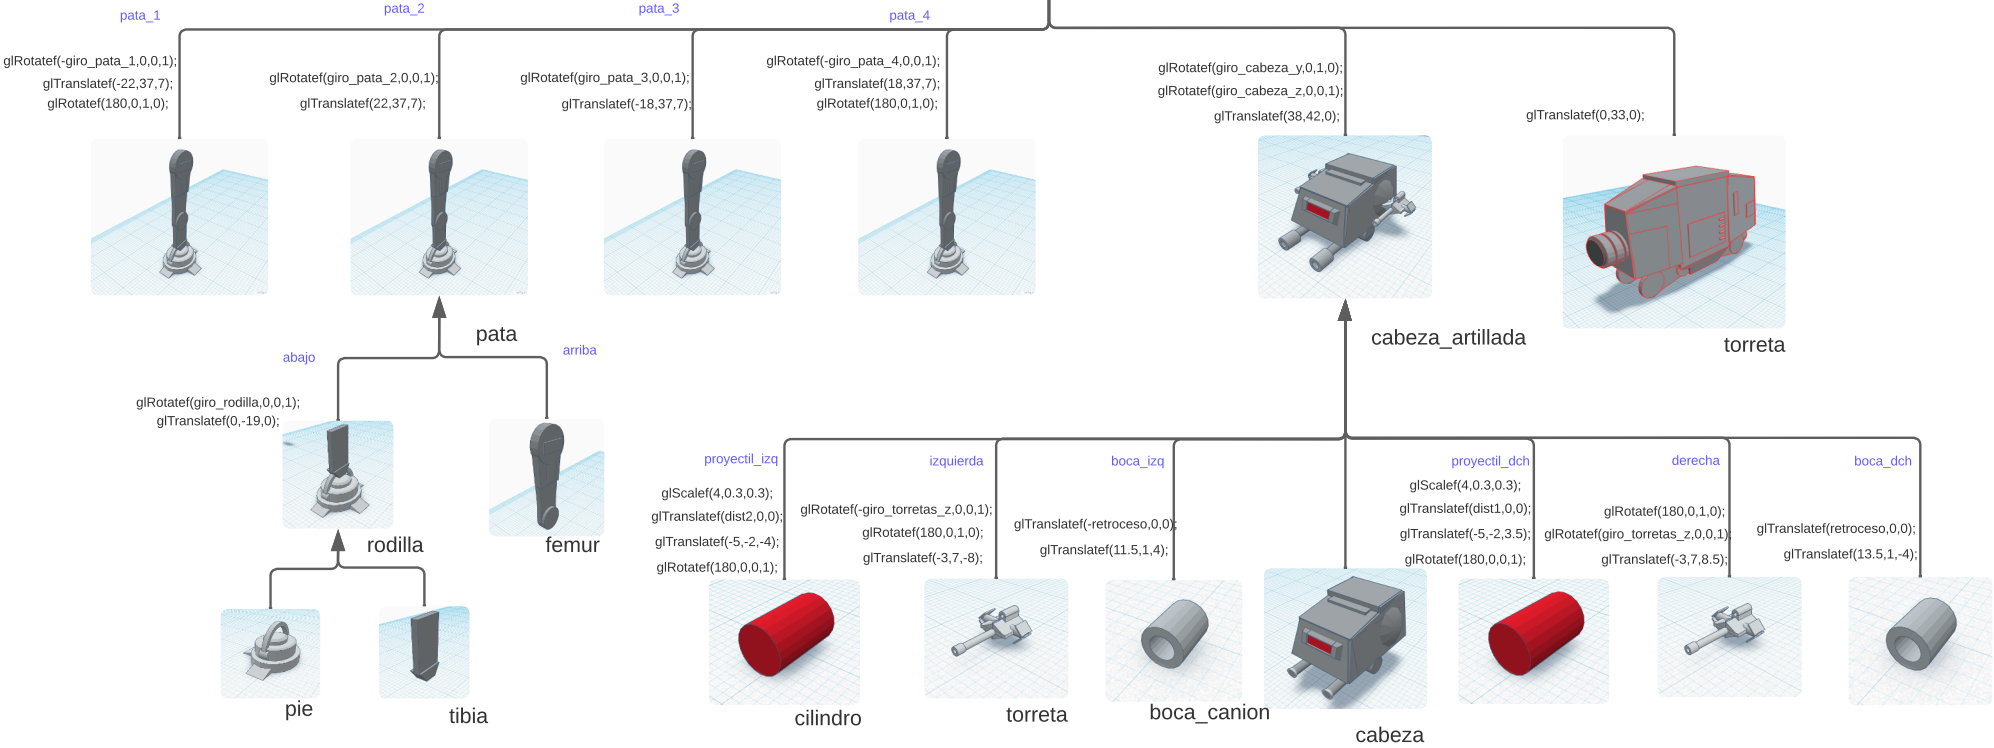 pata_1
pata_2
pata_3
pata_4
glRotatef(-giro_pata_1,0,0,1);
glTranslatef(-22,37,7);
glRotatef(180,0,1,0);
glRotatef(giro_pata_2,0,0,1);
glTranslatef(22,37,7);
glRotatef(giro_pata_3,0,0,1);
glTranslatef(-18,37,7);
glRotatef(-giro_pata_4,0,0,1);
glTranslatef(18,37,7);
glRotatef(180,0,1,0);
glRotatef(giro_cabeza_y,0,1,0);
glRotatef(giro_cabeza_z,0,0,1);
glTranslatef(38,42,0);
glTranslatef(0,33,0);
pata
cabeza_artillada
torreta
abajo
arriba
glRotatef(giro_rodilla,0,0,1);
glTranslatef(0,-19,0);
rodilla
femur
pie
tibia
proyectil_izq
glScalef(4,0.3,0.3);
glTranslatef(dist2,0,0);
glTranslatef(-5,-2,-4);
glRotatef(180,0,0,1);
izquierda
glRotatef(-giro_torretas_z,0,0,1);
glRotatef(180,0,1,0);
glTranslatef(-3,7,-8);
boca_izq
glTranslatef(-retroceso,0,0);
glTranslatef(11.5,1,4);
proyectil_dch
glScalef(4,0.3,0.3);
glTranslatef(dist1,0,0);
glTranslatef(-5,-2,3.5);
glRotatef(180,0,0,1);
derecha
glRotatef(180,0,1,0);
glRotatef(giro_torretas_z,0,0,1);
glTranslatef(-3,7,8.5);
boca_dch
glTranslatef(retroceso,0,0);
glTranslatef(13.5,1,-4);
cilindro
torreta
boca_canion
cabeza